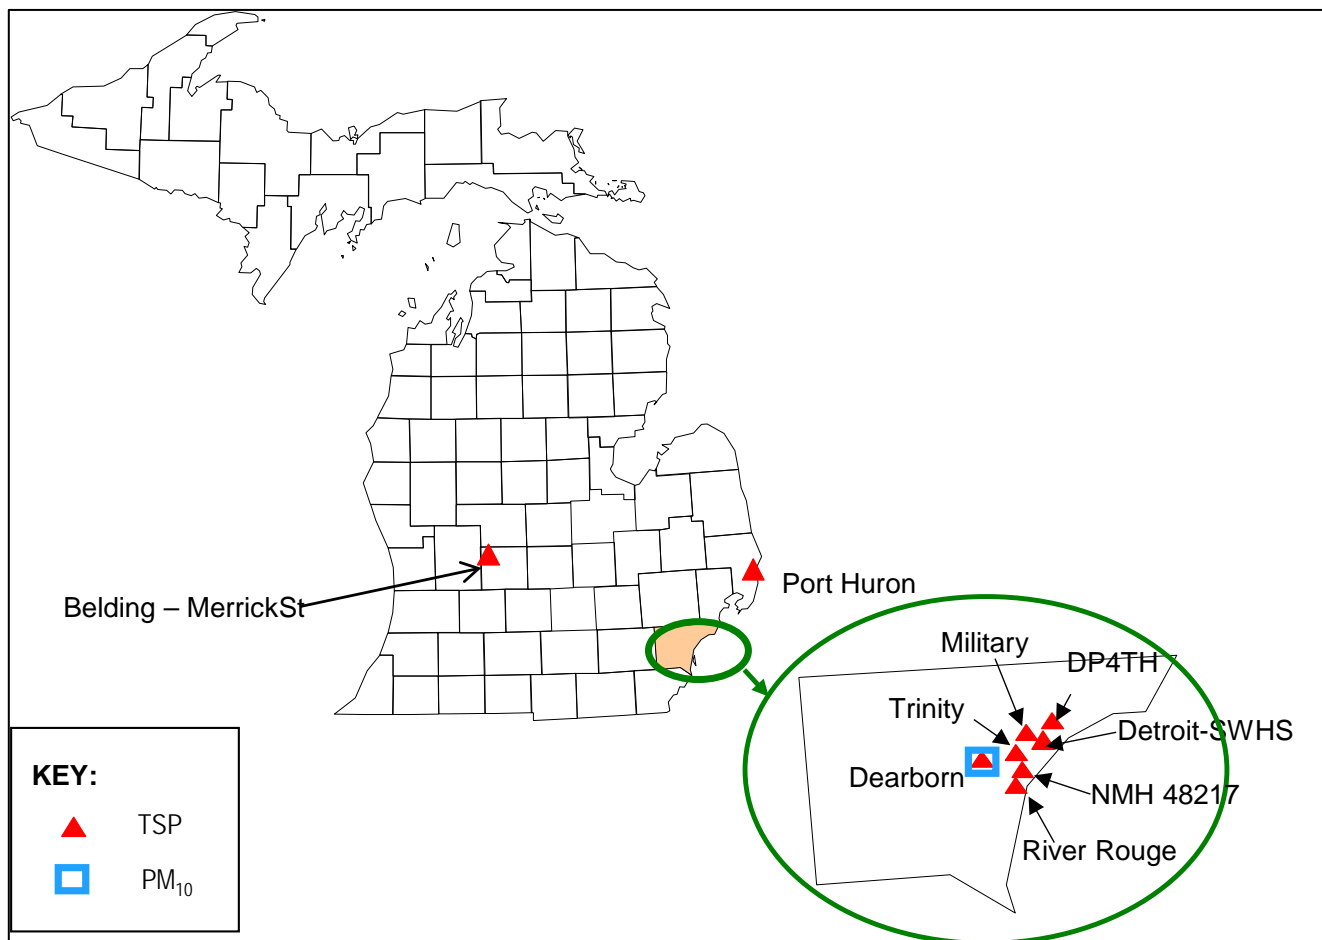 Port Huron
Belding – MerrickSt
Military
DP4TH
Trinity
Detroit-SWHS
Dearborn
NMH 48217
River Rouge
KEY:
TSP
PM10